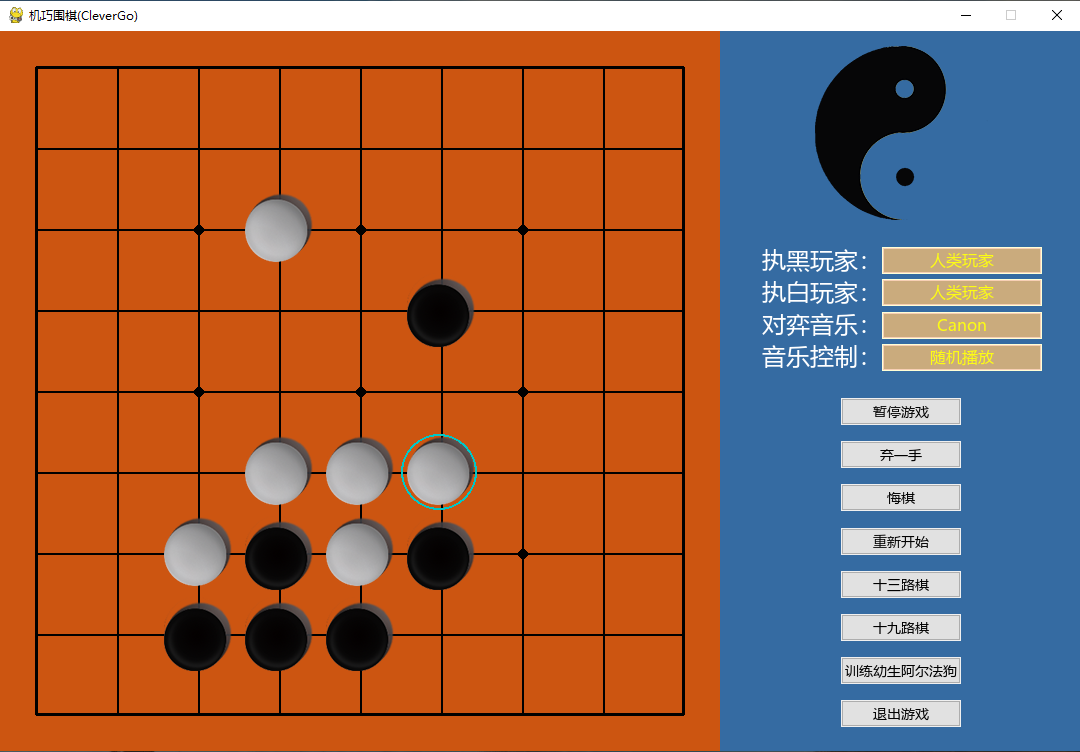 机巧围棋(CleverGo)
执黑玩家： 人类玩家
执白玩家： 人类玩家
对弈音乐： Canon
音乐控制： 随机播放
暂停游戏
弃一手
悔棋
重新开始
十三路棋
十九路棋
训练幼生阿尔法狗
退出游戏